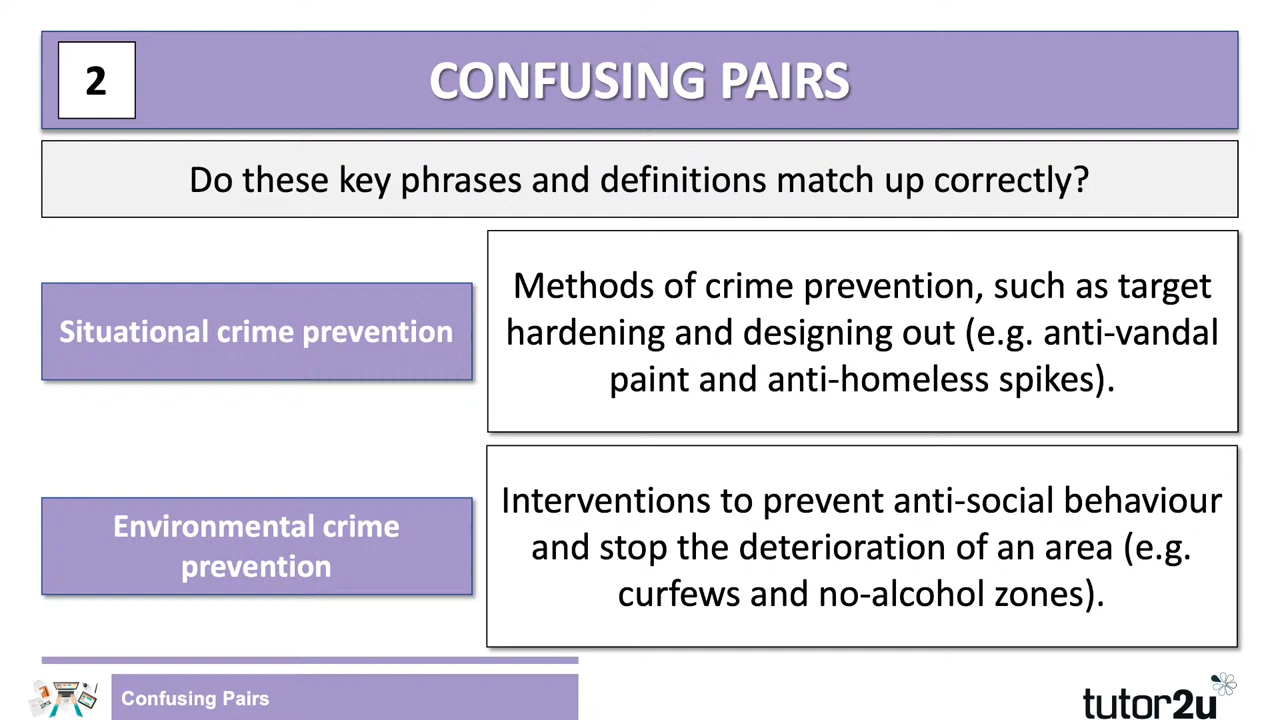 2
CONFUSING PAIRS
Do these key phrases and definitions match up correctly?
Situational crime prevention
Methods of crime prevention, such as target
hardening and designing out (e.g. anti-vandal
paint and anti-homeless spikes).
Environmental crime
prevention
Interventions to prevent anti-social behaviour
and stop the deterioration of an area (e.g.
curfews and no-alcohol zones).
Confusing Pairs
tutor2u